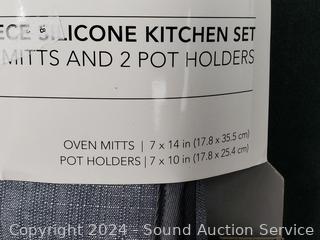 ECE SILICONE KITCHEN SET
MITTS AND 2 POT HOLDERS
OVEN MITTS | 7 x 14 in (17.8 x 35.5 cm)
POT HOLDERS | 7 x 10 in (17.8 x 25.4 cm)
Copyright 2024 - Sound Auction Service